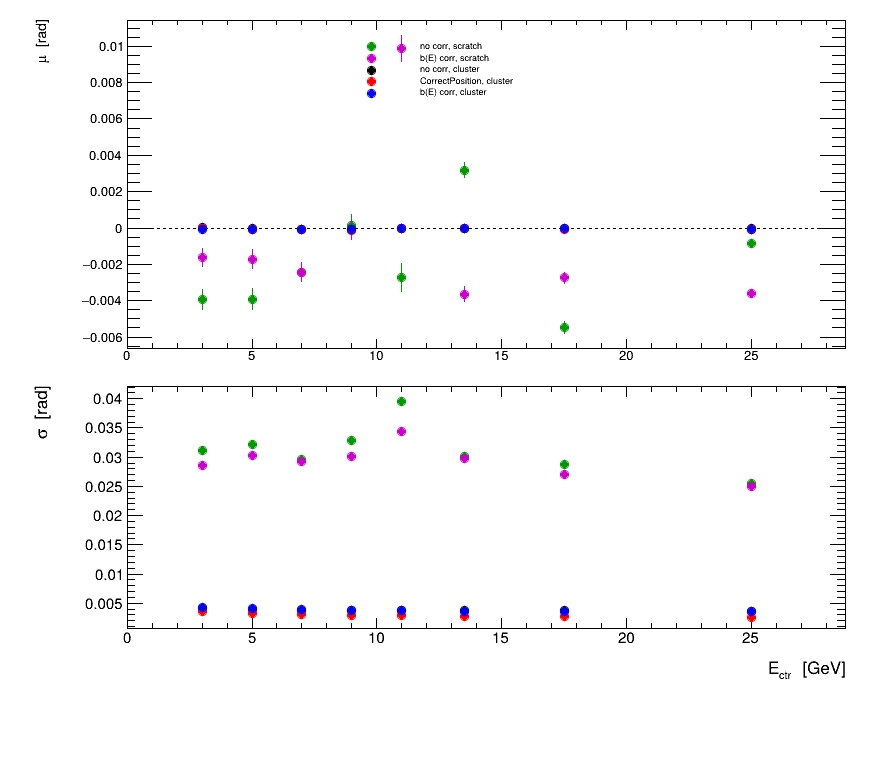 μ [rad]
0.01
0.008
0.006
0.004
0.002
0
−0.002
−0.004
−0.006
no corr, scratch
b(E) corr, scratch
no corr, cluster
CorrectPosition, cluster
b(E) corr, cluster
0 5 10 15 20 25
σ [rad]
0.04
0.035
0.03
0.025
0.02
0.015
0.01
0.005
0 5 10 15 20 25
E_ctr [GeV]